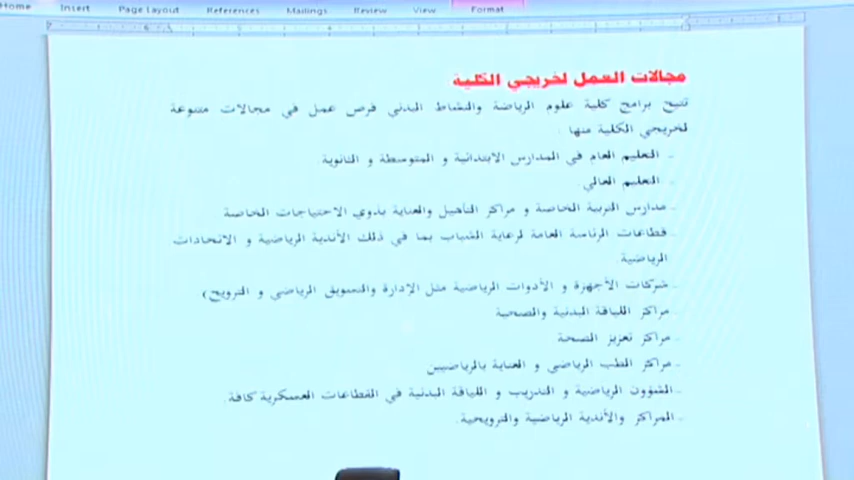 Home Insert Page Layout References Mailings Review View Format
مجالات العمل لخريجي الكلية
تتيح برامج كلية علوم الرياضة والنشاط البدني فرص عمل في مجالات متنوعة
لخريجي الكلية منها :
- التعليم العام في المدارس الابتدائية و المتوسطة و الثانوية.
- التعليم العالي.
- مدارس التربية الخاصة و مراكز التأهيل والعناية بذوي الاحتياجات الخاصة
- قطاعات الرئاسة العامة لرعاية الشباب بما في ذلك الأندية الرياضية و الاتحادات
الرياضية.
- شركات الأجهزة و الأدوات الرياضية مثل الإدارة والتسويق الرياضي و الترويح)
- مراكز اللياقة البدنية والصحية
- مراكز تعزيز الصحة
- مراكز الطب الرياضي و العناية بالرياضيين
- الشؤون الرياضية و التدريب و اللياقة البدنية في القطاعات العسكرية كافة.
- المراكز والأندية الرياضية والترويحية.